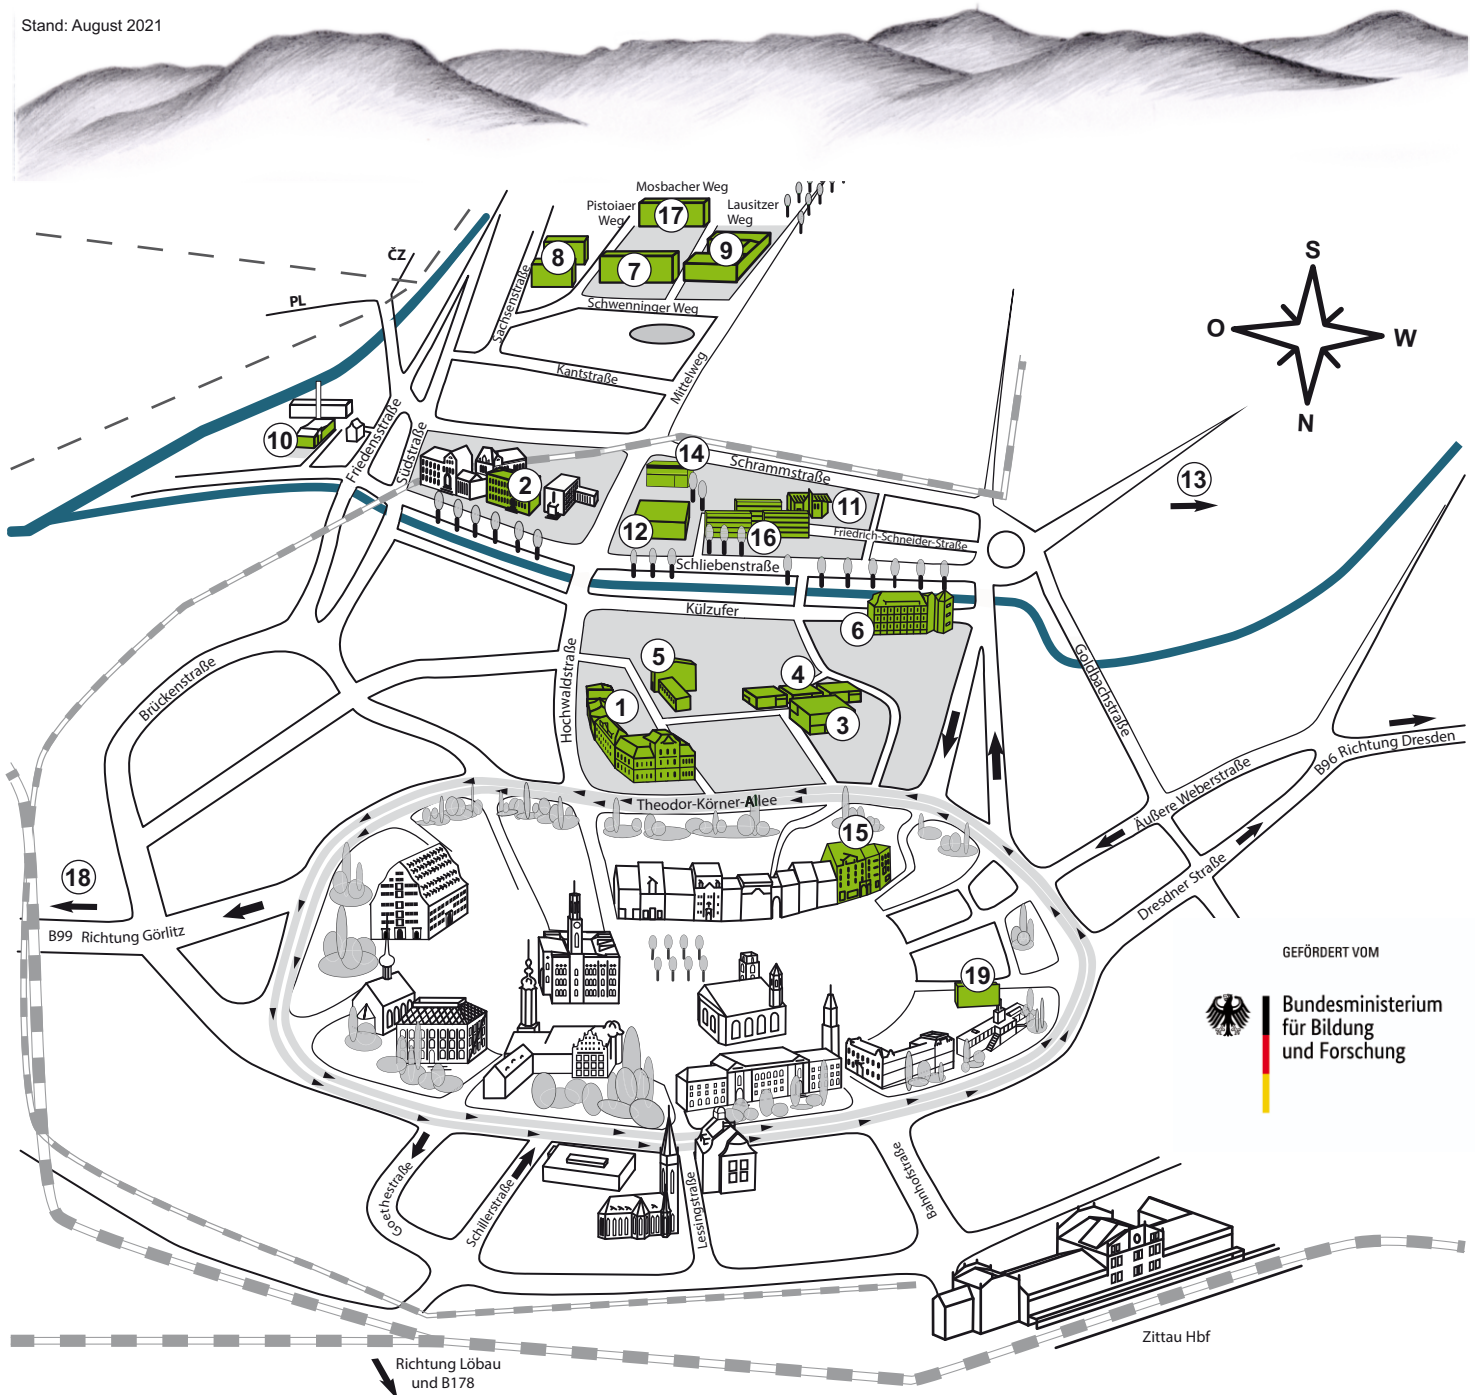 Stand: August 2021
Mosbacher Weg
Pistoiaer
Weg
17
Lausitzer
Weg
8
7
9
ČZ
PL
Sachsenstraße
Schwenninger Weg
S
O
W
N
Kantstraße
Mittelweg
10
Friedensstraße
Südstraße
2
14
Schrammstraße
13
11
12
16
Friedrich-Schneider-Straße
Schliebenstraße
Külzufer
6
Brückenstraße
Hochwaldstraße
5
4
1
3
Goldbachstraße
B96 Richtung Dresden
Äußere Weberstraße
Theodor-Körner-Allee
15
18
Dresdner Straße
B99 Richtung Görlitz
19
GEFÖRDERT VOM
Bundesministerium
für Bildung
und Forschung
Goethestraße
Schillerstraße
Lessingstraße
Bahnhofstraße
Zittau Hbf
Richtung Löbau
und B178